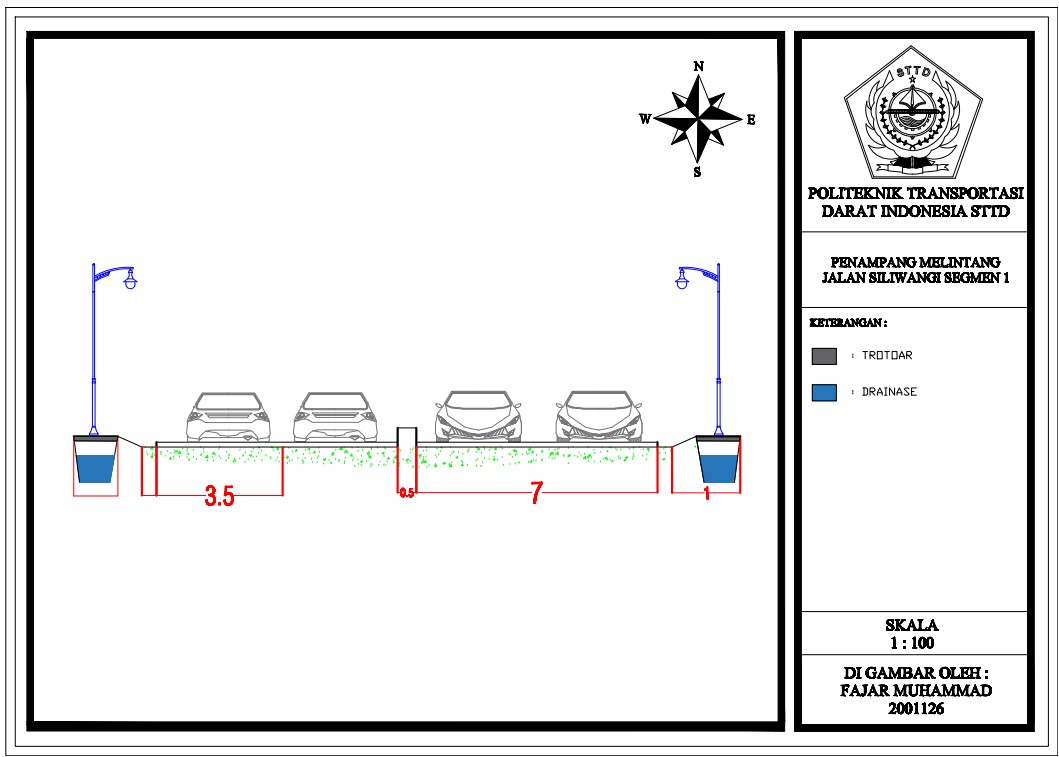 N
W
E
S
3.5
0.5
7
1
STTD
POLITEKNIK TRANSPORTASI
DARAT INDONESIA STTD
PENAMPANG MELINTANG
JALAN SILIWANGI SEGMEN 1
KETERANGAN :
: TROTOAR
: DRAINASE
SKALA
1 : 100
DI GAMBAR OLEH :
FAJAR MUHAMMAD
2001126